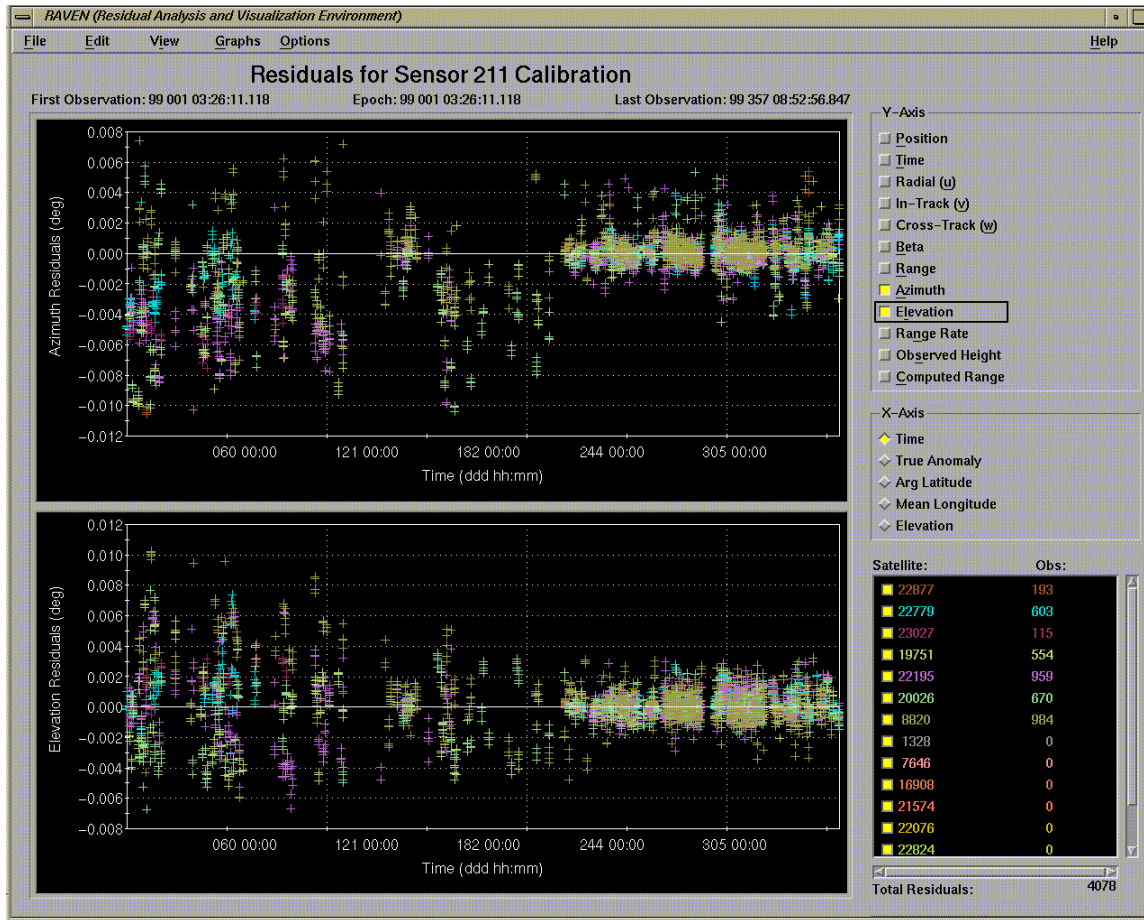 RAVEN (Residual Analysis and Visualization Environment)
File Edit View Graphs Options Help
Residuals for Sensor 211 Calibration
First Observation: 99 001 03:26:11.118 Epoch: 99 001 03:26:11.118 Last Observation: 99 357 08:52:56.847
0.008
0.006
0.004
0.002
0.000
−0.002
−0.004
−0.006
−0.008
−0.010
−0.012
Azimuth Residuals (deg)
060 00:00 121 00:00 182 00:00 244 00:00 305 00:00
Time (ddd hh:mm)
0.012
0.010
0.008
0.006
0.004
0.002
0.000
−0.002
−0.004
−0.006
−0.008
Elevation Residuals (deg)
060 00:00 121 00:00 182 00:00 244 00:00 305 00:00
Time (ddd hh:mm)
Y−Axis
Position
Time
Radial (u)
In−Track (v)
Cross−Track (w)
Beta
Range
Azimuth
Elevation
Range Rate
Observed Height
Computed Range
X−Axis
Time
True Anomaly
Arg Latitude
Mean Longitude
Elevation
Satellite: Obs:
22877 193
22779 603
23027 115
19751 554
22195 959
20026 670
8820 984
1328 0
7646 0
16908 0
21574 0
22076 0
22824 0
Total Residuals: 4078